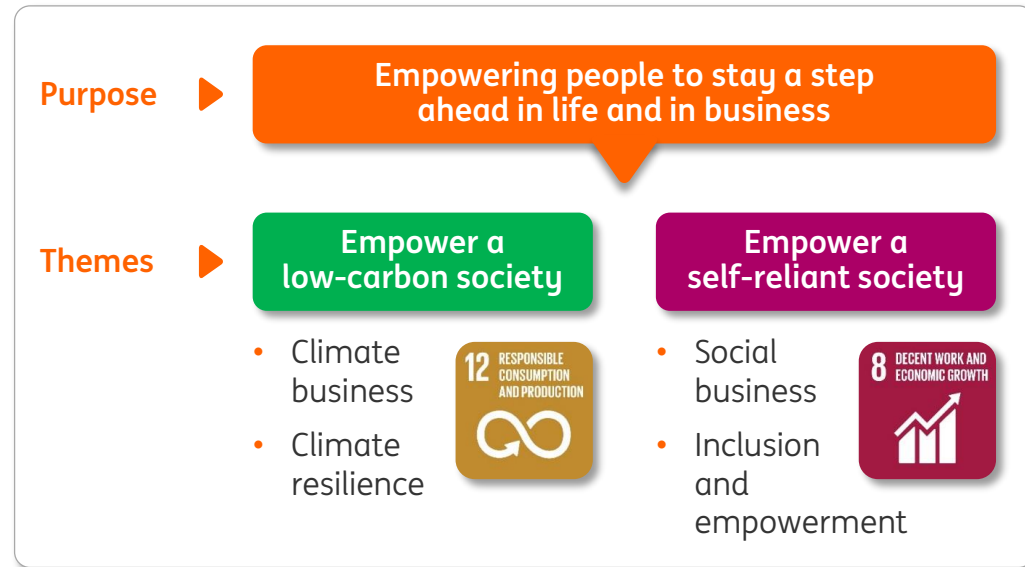 Purpose
Empowering people to stay a step
ahead in life and in business
Themes
Empower a
low-carbon society
• Climate
business
• Climate
resilience
12 RESPONSIBLE
CONSUMPTION
AND PRODUCTION
Empower a
self-reliant society
• Social
business
• Inclusion
and
empowerment
8 DECENT WORK AND
ECONOMIC GROWTH